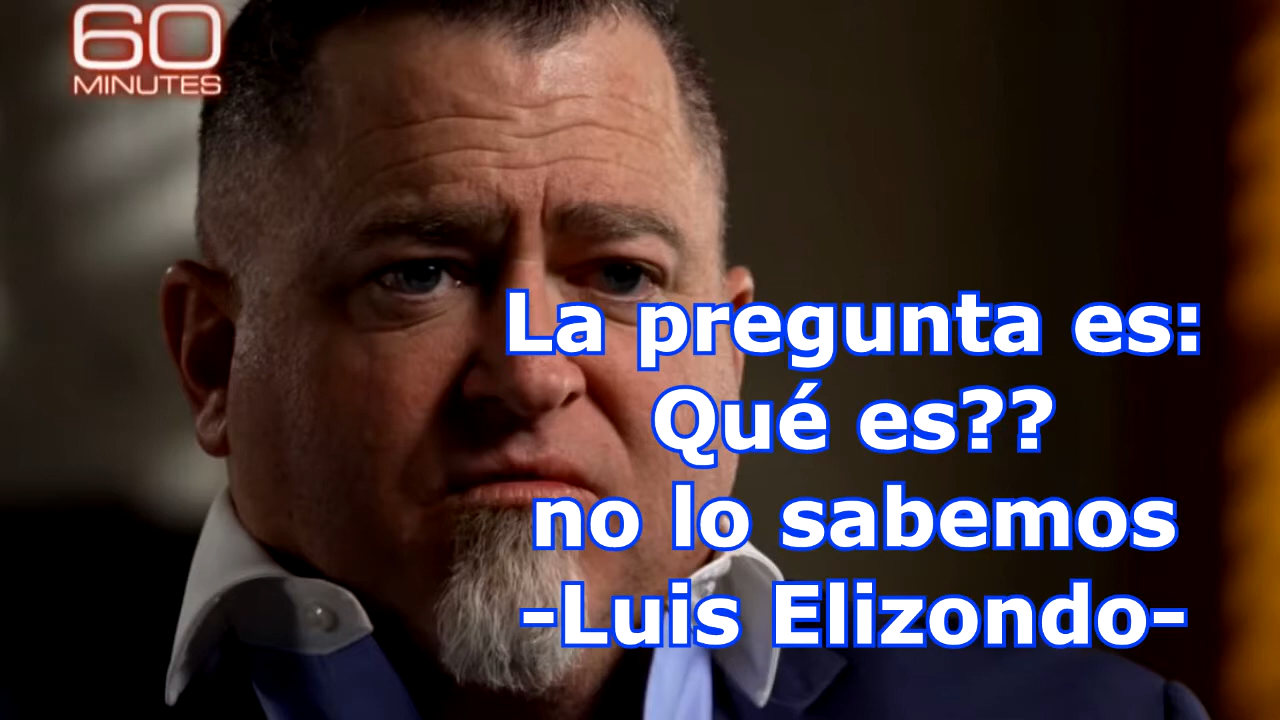 60
MINUTES
La pregunta es:
Qué es??
no lo sabemos
-Luis Elizondo-